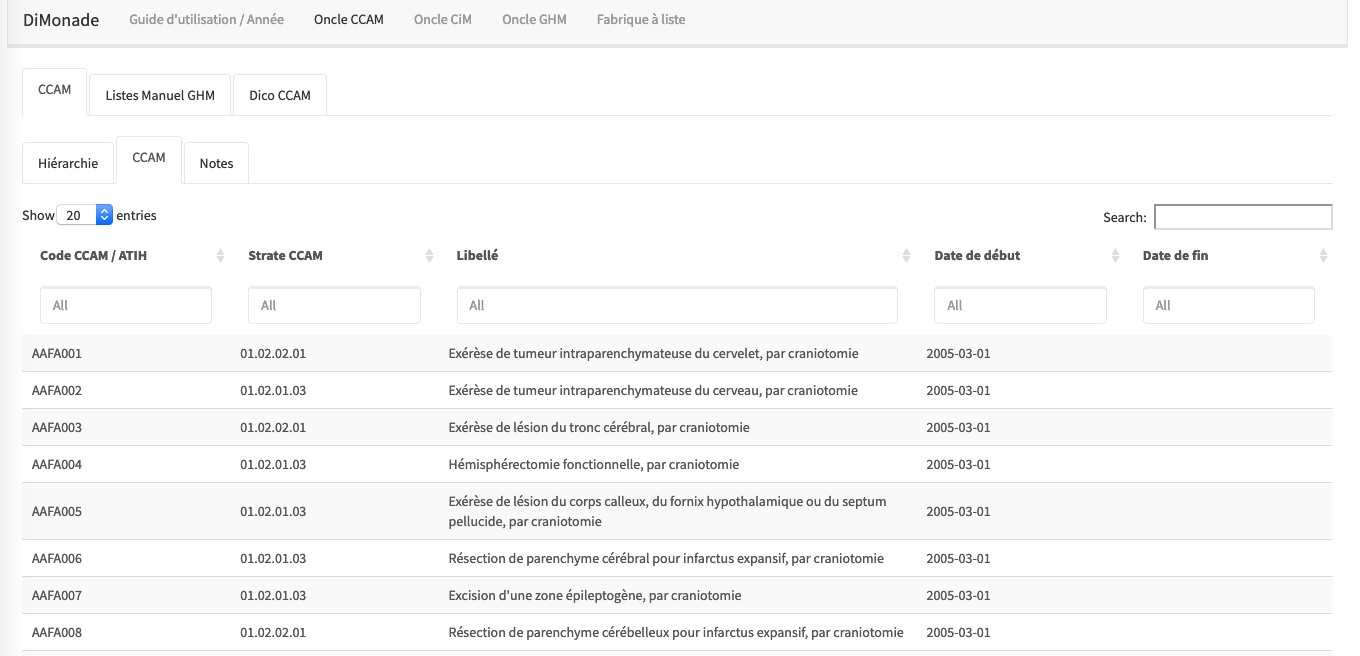 DiMonade Guide d'utilisation / Année Oncle CCAM Oncle CiM Oncle GHM Fabrique à liste
CCAM Listes Manuel GHM Dico CCAM
Hiérarchie CCAM Notes
Show 20 entries Search:
Code CCAM / ATIH Strate CCAM Libellé Date de début Date de fin
All All All All All
AAFA001 01.02.02.01 Exérèse de tumeur intraparenchymateuse du cervelet, par craniotomie 2005-03-01
AAFA002 01.02.01.03 Exérèse de tumeur intraparenchymateuse du cerveau, par craniotomie 2005-03-01
AAFA003 01.02.02.01 Exérèse de lésion du tronc cérébral, par craniotomie 2005-03-01
AAFA004 01.02.01.03 Hémisphérectomie fonctionnelle, par craniotomie 2005-03-01
AAFA005 01.02.01.03 Exérèse de lésion du corps calleux, du fornix hypothalamique ou du septum
pellucide, par craniotomie 2005-03-01
AAFA006 01.02.01.03 Résection de parenchyme cérébral pour infarctus expansif, par craniotomie 2005-03-01
AAFA007 01.02.01.03 Excision d'une zone épileptogène, par craniotomie 2005-03-01
AAFA008 01.02.02.01 Résection de parenchyme cérébelleux pour infarctus expansif, par craniotomie 2005-03-01